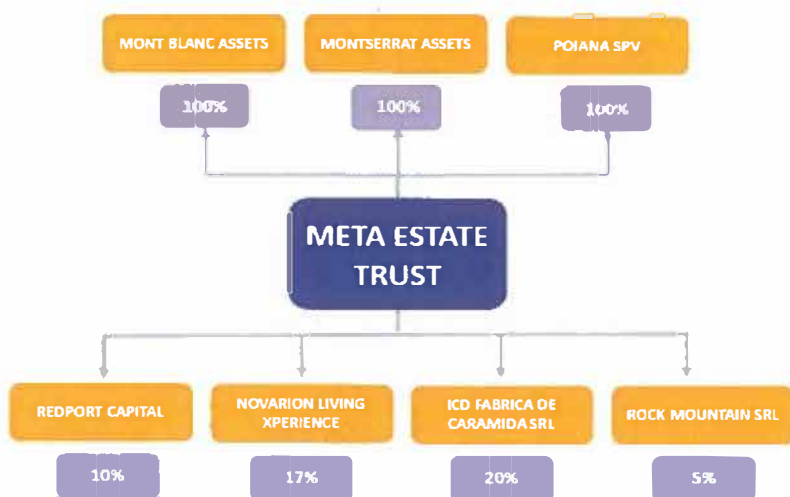 MONT BLANC ASSETS
MONTSERRAT ASSETS
POIANA SPV
100%
100%
100%
META ESTATE
TRUST
REDPORT CAPITAL
NOVARION LIVING
XPERIENCE
ICD FABRICA DE
CARAMIDA SRL
ROCK MOUNTAIN SRL
10%
17%
20%
5%